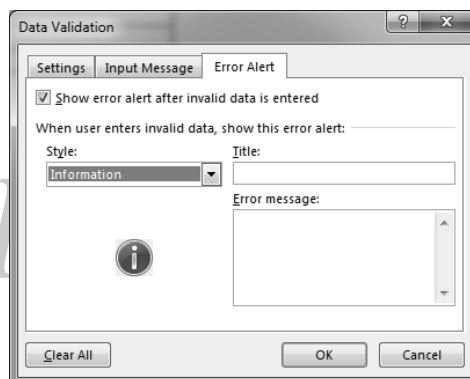 Data Validation
Settings
Input Message
Error Alert
Show error alert after invalid data is entered
When user enters invalid data, show this error alert:
Style:
Title:
Information
Error message:
Clear All
OK
Cancel